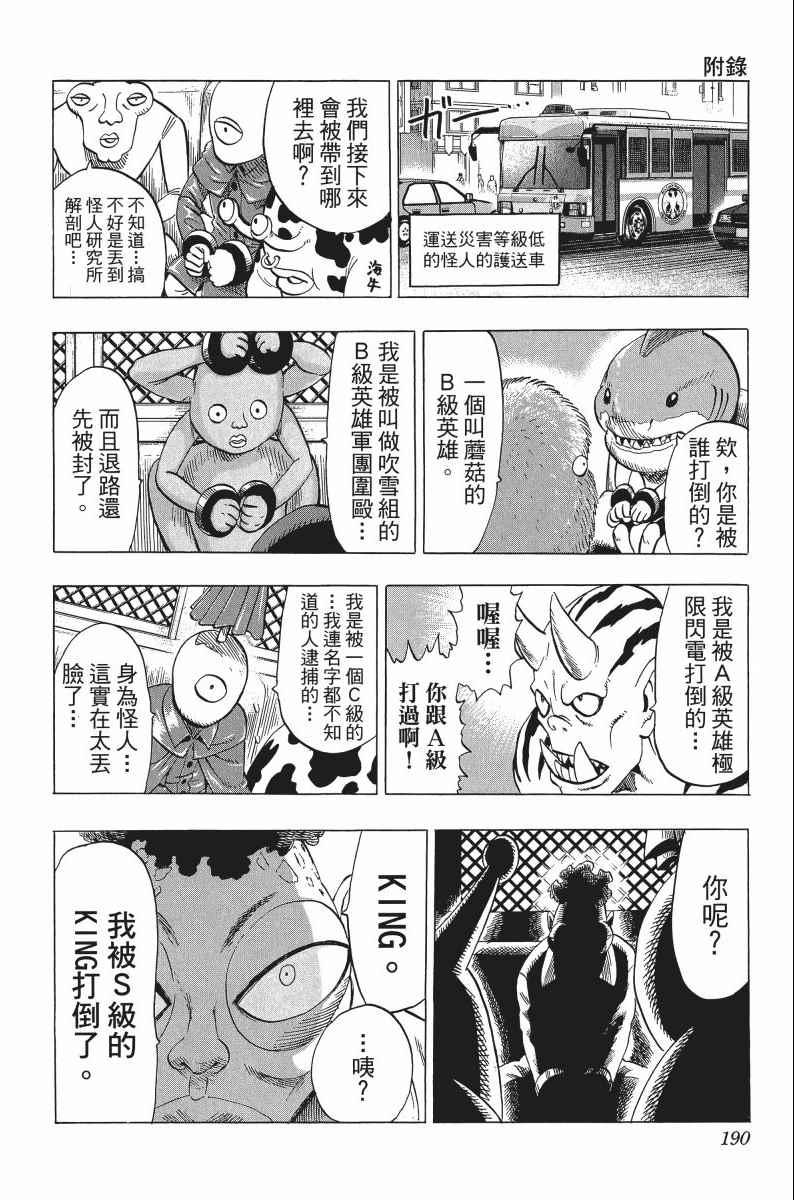 附錄
ガー
運送災害等級低
的怪人的護送車
我們接下來
會被帶到哪
裡去啊?
海牛
不知道…搞
不好是丟到
怪人研究所
解剖吧…
欸,你是被
誰打倒的?
一個叫蘑菇的
B級英雄。
我是被叫做吹雪組的
B級英雄軍團圍毆…
而且退路還
先被封了。
我是被A級英雄極
限閃電打倒的…
喔喔…
你跟A級
打過啊!
我是被一個C級的
…我連名字都不知
道的人逮捕的…
身為怪人…
這實在太丟
臉了…
你呢?
KING。
…咦?
我被S級的
KING打倒了。
190